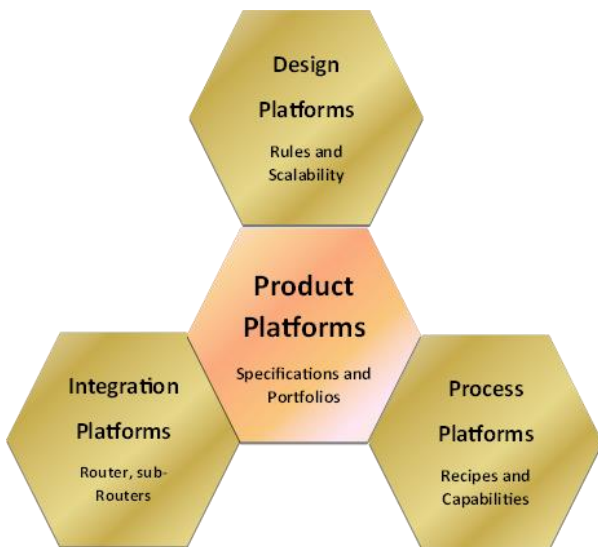 Design
Platforms
Rules and
Scalability
Product
Platforms
Specifications and
Portfolios
Integration
Platforms
Router, sub-
Routers
Process
Platforms
Recipes and
Capabilities